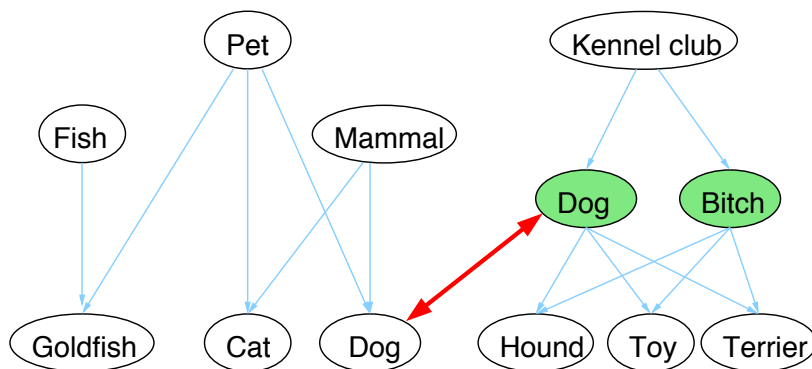 Pet
Kennel club
Fish
Mammal
Dog
Bitch
Goldfish
Cat
Dog
Hound
Toy
Terrier